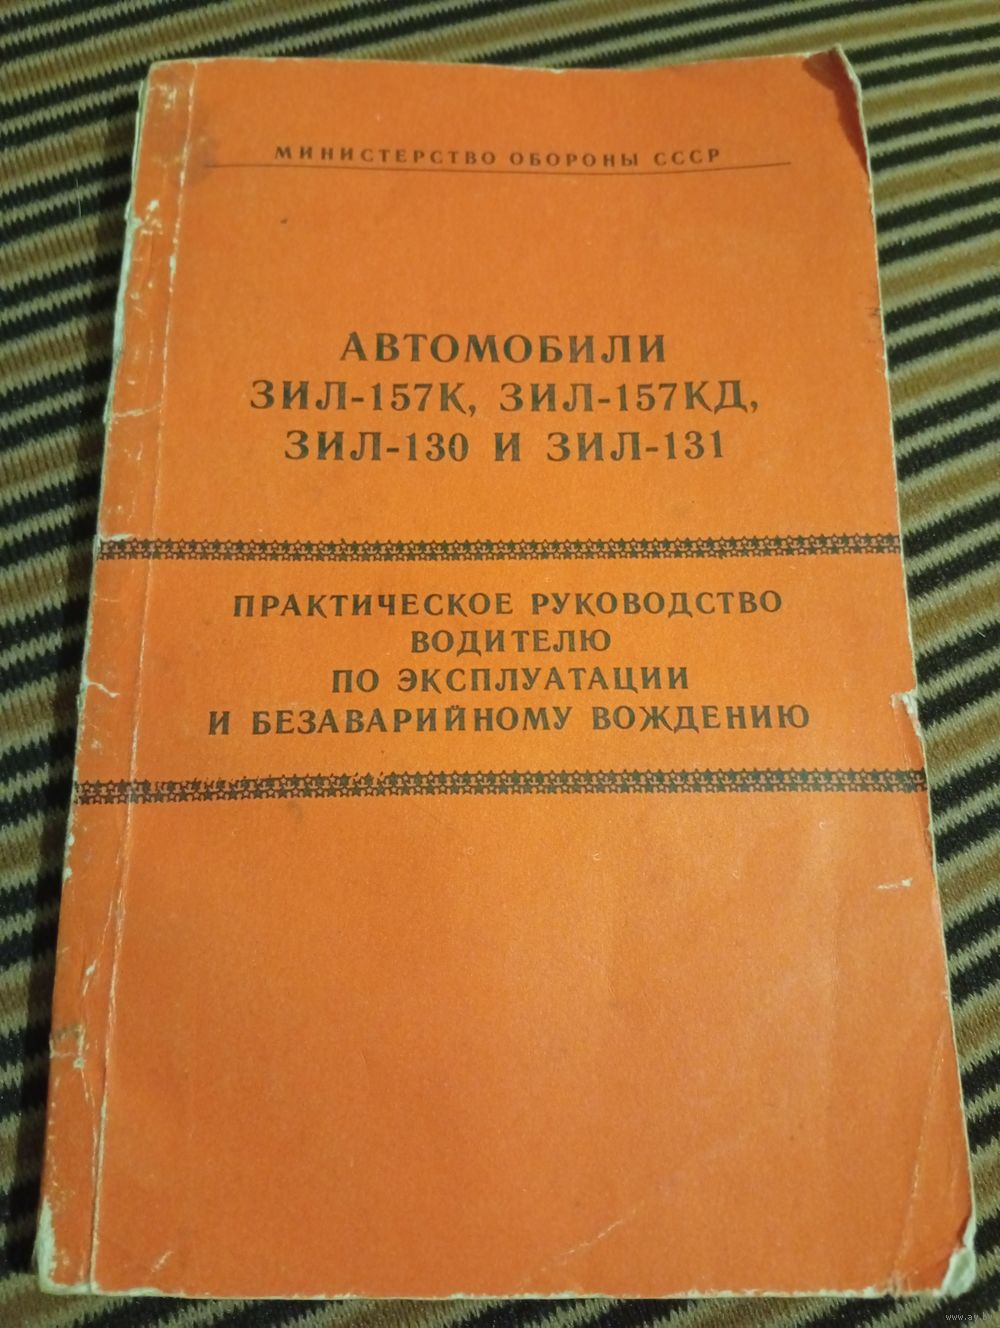 МИНИСТЕРСТВО ОБОРОНЫ СССР
АВТОМОБИЛИ
ЗИЛ-157К, ЗИЛ-157КД,
ЗИЛ-130 И ЗИЛ-131
ПРАКТИЧЕСКОЕ РУКОВОДСТВО
ВОДИТЕЛЮ
ПО ЭКСПЛУАТАЦИИ
И БЕЗАВАРИЙНОМУ ВОЖДЕНИЮ